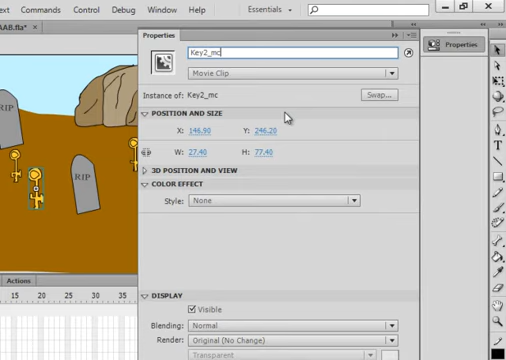 ext Commands Control Debug Window Help Essentials
AAB.fla*
Properties
Key2_mc
Movie Clip
Instance of: Key2_mc Swap...
POSITION AND SIZE
X: 146.90 Y: 246.20
W: 27.40 H: 77.40
3D POSITION AND VIEW
COLOR EFFECT
Style: None
DISPLAY
Visible
Blending: Normal
Render: Original (No Change)
Transparent
Properties
RIP
RIP
Actions
15 20 25 30 35
T